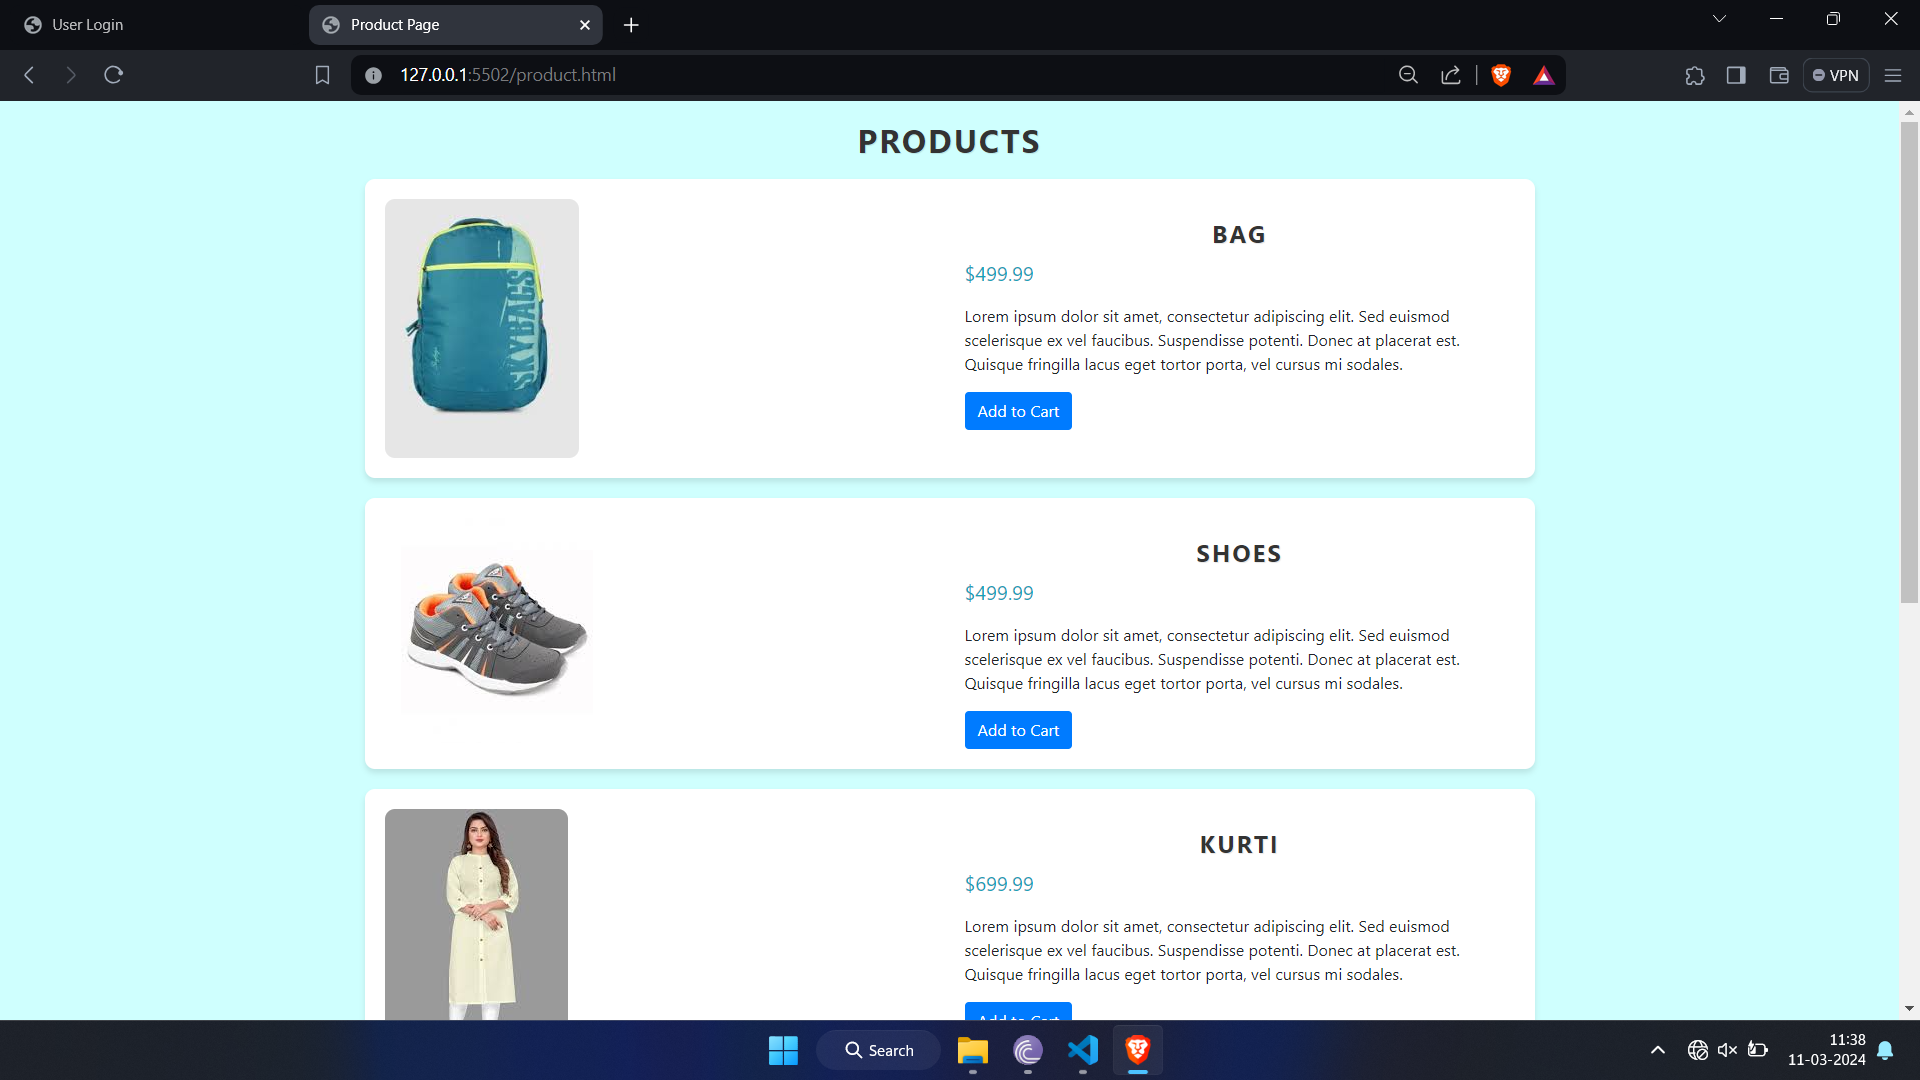 User Login
Product Page
127.0.0.1:5502/product.html
VPN
PRODUCTS
SKYBAGS
BAG
$499.99
Lorem ipsum dolor sit amet, consectetur adipiscing elit. Sed euismod
scelerisque ex vel faucibus. Suspendisse potenti. Donec at placerat est.
Quisque fringilla lacus eget tortor porta, vel cursus mi sodales.
Add to Cart
SHOES
$499.99
Lorem ipsum dolor sit amet, consectetur adipiscing elit. Sed euismod
scelerisque ex vel faucibus. Suspendisse potenti. Donec at placerat est.
Quisque fringilla lacus eget tortor porta, vel cursus mi sodales.
Add to Cart
KURTI
$699.99
Lorem ipsum dolor sit amet, consectetur adipiscing elit. Sed euismod
scelerisque ex vel faucibus. Suspendisse potenti. Donec at placerat est.
Quisque fringilla lacus eget tortor porta, vel cursus mi sodales.
Add to Cart
Search
11:38
11-03-2024